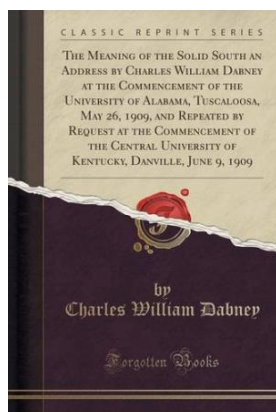 CLASSIC REPRINT SERIES
THE MEANING OF THE SOLID SOUTH AN
ADDRESS BY CHARLES WILLIAM DABNEY
AT THE COMMENCEMENT OF THE
UNIVERSITY OF ALABAMA, TUSCALOOSA,
MAY 26, 1909, AND REPEATED BY
REQUEST AT THE COMMENCEMENT OF
THE CENTRAL UNIVERSITY OF
KENTUCKY, DANVILLE, JUNE 9, 1909
by
Charles William Dabney
Forgotten Books